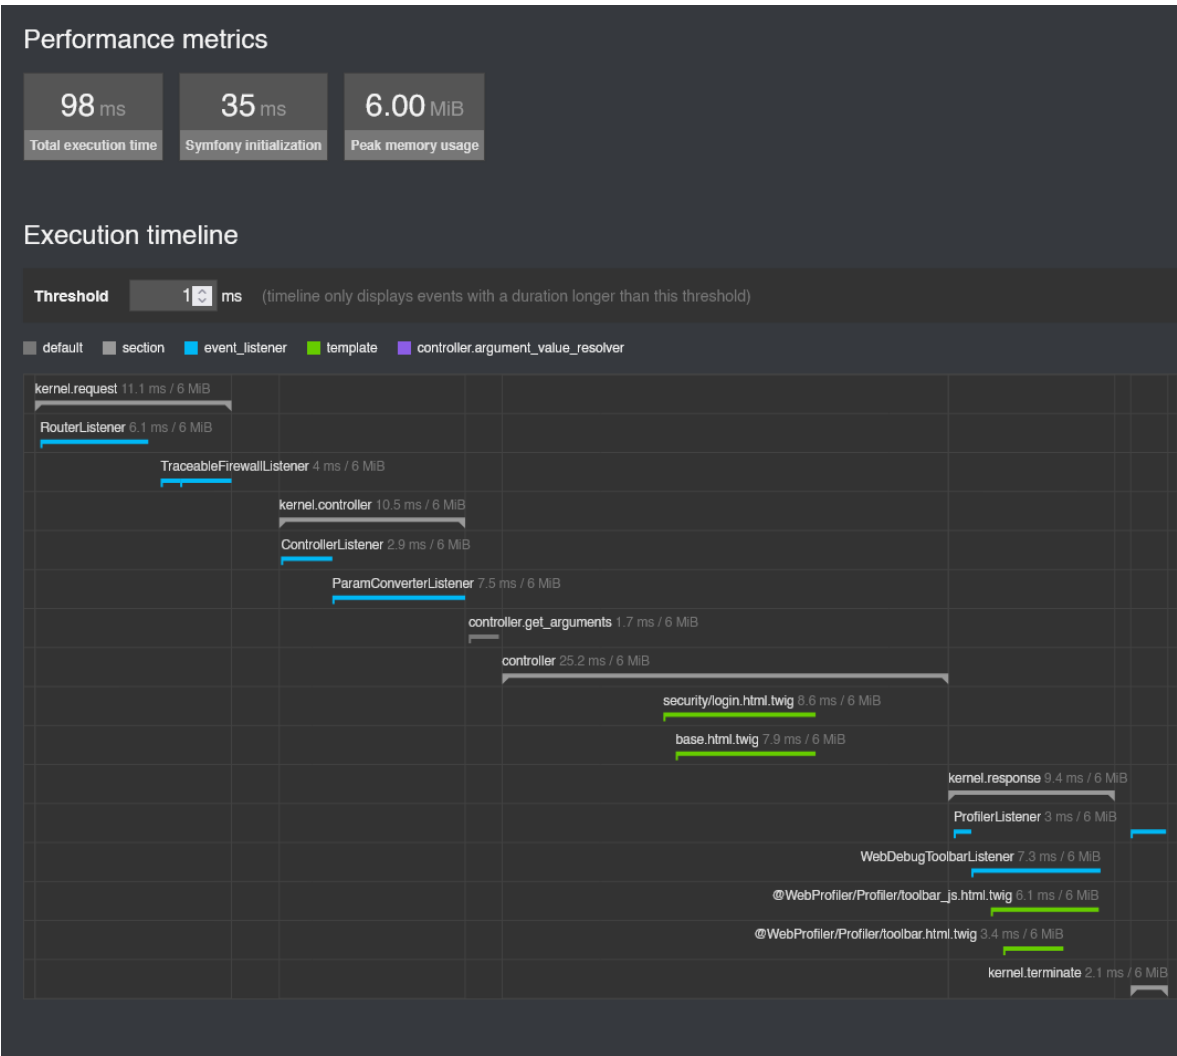 Performance metrics
98 ms 35 ms 6.00 MiB
Total execution time Symfony initialization Peak memory usage
Execution timeline
Threshold 1 ms (timeline only displays events with a duration longer than this threshold)
default section event_listener template controller.argument_value_resolver
kernel.request 11.1 ms / 6 MiB
RouterListener 6.1 ms / 6 MiB
TraceableFirewallListener 4 ms / 6 MiB
kernel.controller 10.5 ms / 6 MiB
ControllerListener 2.9 ms / 6 MiB
ParamConverterListener 7.5 ms / 6 MiB
controller.get_arguments 1.7 ms / 6 MiB
controller 25.2 ms / 6 MiB
security/login.html.twig 8.6 ms / 6 MiB
base.html.twig 7.9 ms / 6 MiB
kernel.response 9.4 ms / 6 MiB
ProfilerListener 3 ms / 6 MiB
WebDebugToolbarListener 7.3 ms / 6 MiB
@WebProfiler/Profiler/toolbar_js.html.twig 6.1 ms / 6 MiB
@WebProfiler/Profiler/toolbar.html.twig 3.4 ms / 6 MiB
kernel.terminate 2.1 ms / 6 MiB